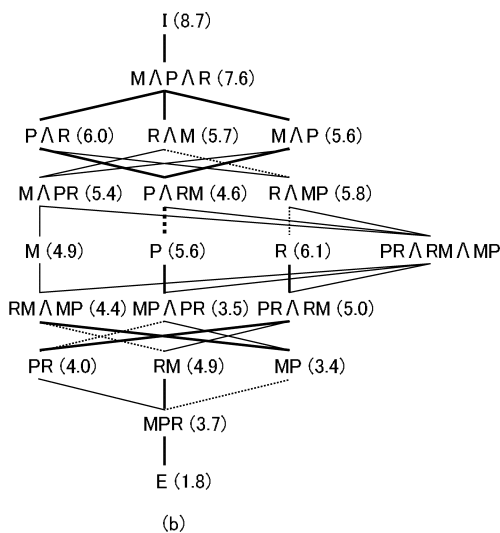 I (8.7)
M∧P∧R (7.6)
P∧R (6.0) R∧M (5.7) M∧P (5.6)
M∧PR (5.4) P∧RM (4.6) R∧MP (5.8)
M (4.9) P (5.6) R (6.1) PR∧RM∧MP
RM∧MP (4.4) MP∧PR (3.5) PR∧RM (5.0)
PR (4.0) RM (4.9) MP (3.4)
MPR (3.7)
E (1.8)
(b)